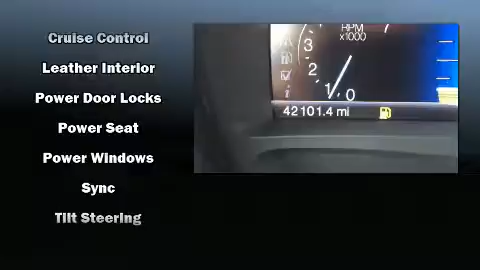 Cruise Control
Leather Interior
Power Door Locks
Power Seat
Power Windows
Sync
Tilt Steering
RPM
x1000
3
2
1
0
42101.4 mi